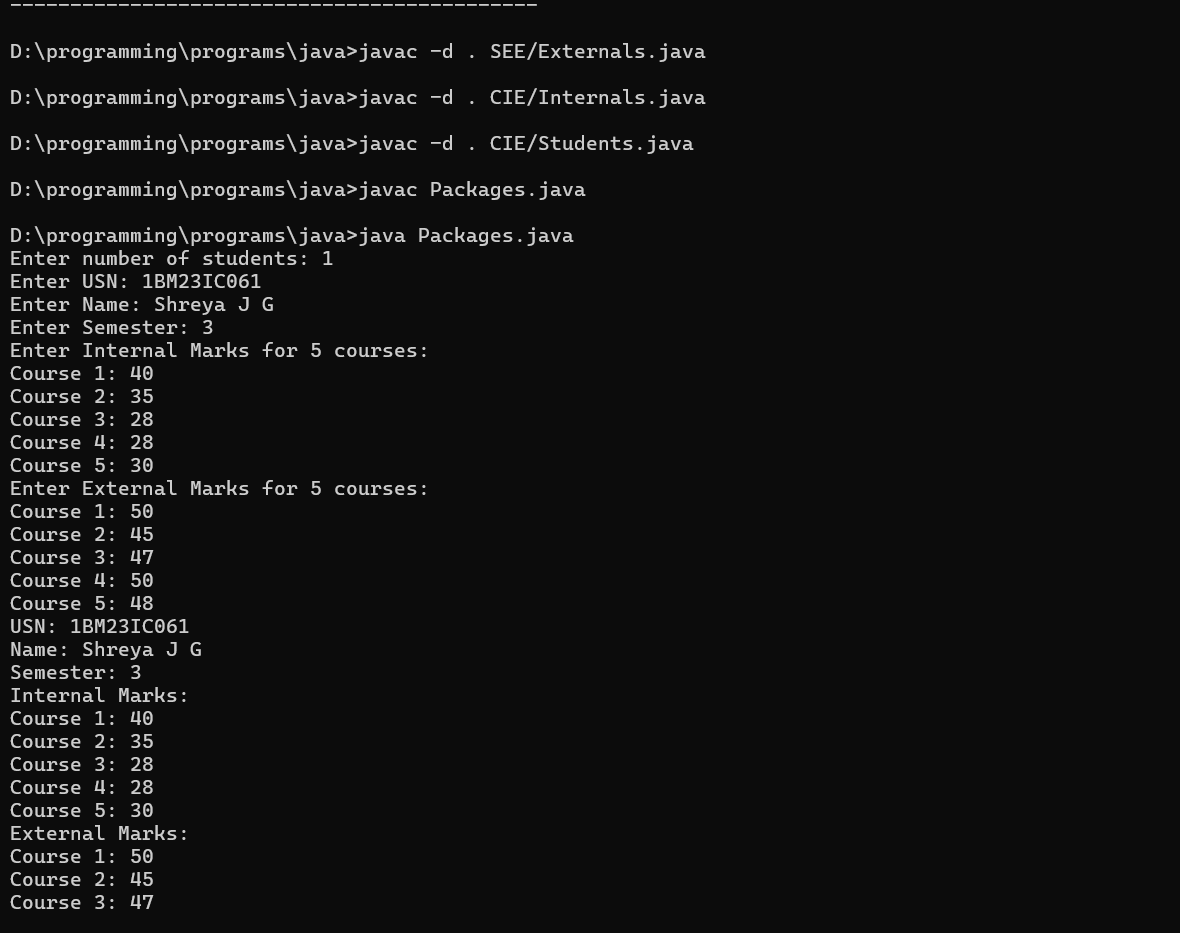 --------------------------------------------
D:\programming\programs\java>javac -d . SEE/Externals.java
D:\programming\programs\java>javac -d . CIE/Internals.java
D:\programming\programs\java>javac -d . CIE/Students.java
D:\programming\programs\java>javac Packages.java
D:\programming\programs\java>java Packages.java
Enter number of students: 1
Enter USN: 1BM23IC061
Enter Name: Shreya J G
Enter Semester: 3
Enter Internal Marks for 5 courses:
Course 1: 40
Course 2: 35
Course 3: 28
Course 4: 28
Course 5: 30
Enter External Marks for 5 courses:
Course 1: 50
Course 2: 45
Course 3: 47
Course 4: 50
Course 5: 48
USN: 1BM23IC061
Name: Shreya J G
Semester: 3
Internal Marks:
Course 1: 40
Course 2: 35
Course 3: 28
Course 4: 28
Course 5: 30
External Marks:
Course 1: 50
Course 2: 45
Course 3: 47